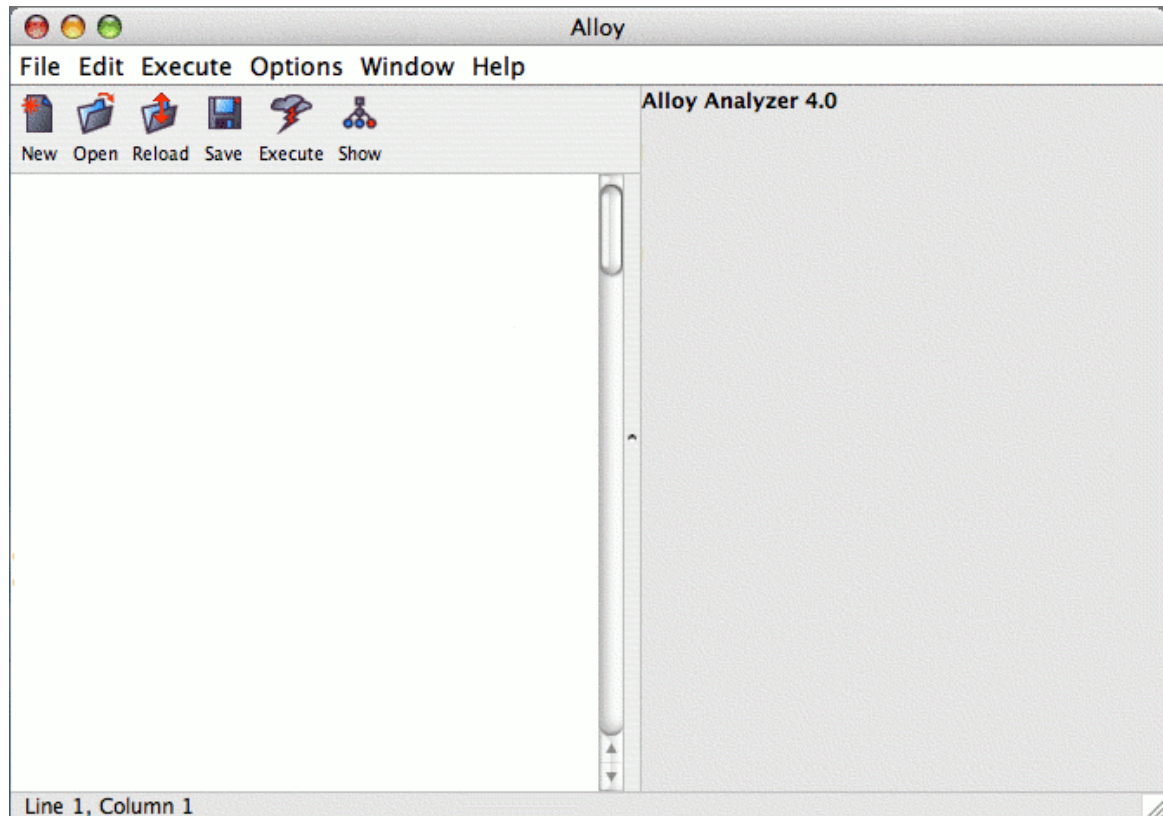 Alloy
File Edit Execute Options Window Help
New Open Reload Save Execute Show
Alloy Analyzer 4.0
Line 1, Column 1